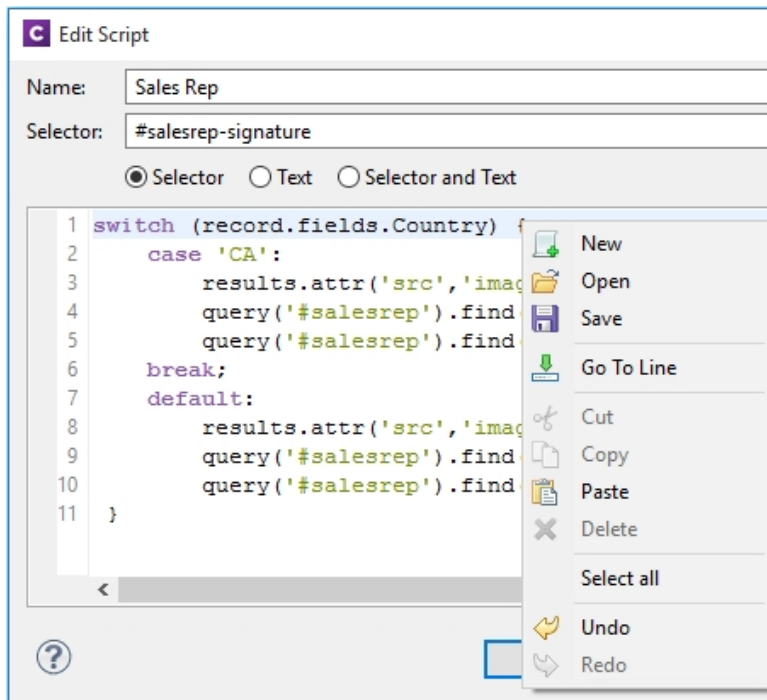 C Edit Script
Name: Sales Rep
Selector: #salesrep-signature
Selector Text Selector and Text
1 switch (record.fields.Country) {
2 case 'CA':
3 results.attr('src','imag
4 query('#salesrep').find
5 query('#salesrep').find
6 break;
7 default:
8 results.attr('src','imag
9 query('#salesrep').find
10 query('#salesrep').find
11 }
New
Open
Save
Go To Line
Cut
Copy
Paste
Delete
Select all
Undo
Redo
?